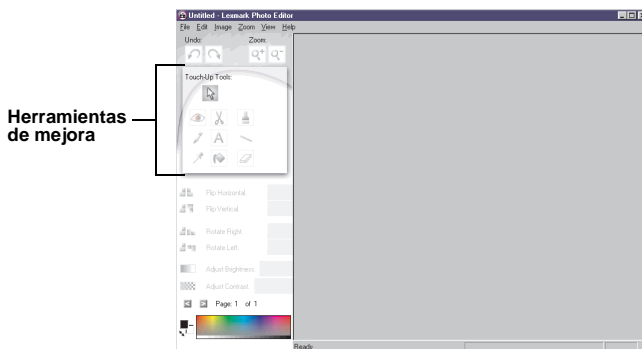 Untitled - Lexmark Photo Editor
File Edit Image Zoom View Help
Undo: Zoom:
Touch-Up Tools:
Herramientas
de mejora
A
Flip Horizontal
Flip Vertical
Rotate Right
Rotate Left
Adjust Brightness
Adjust Contrast
Page: 1 of 1
Ready